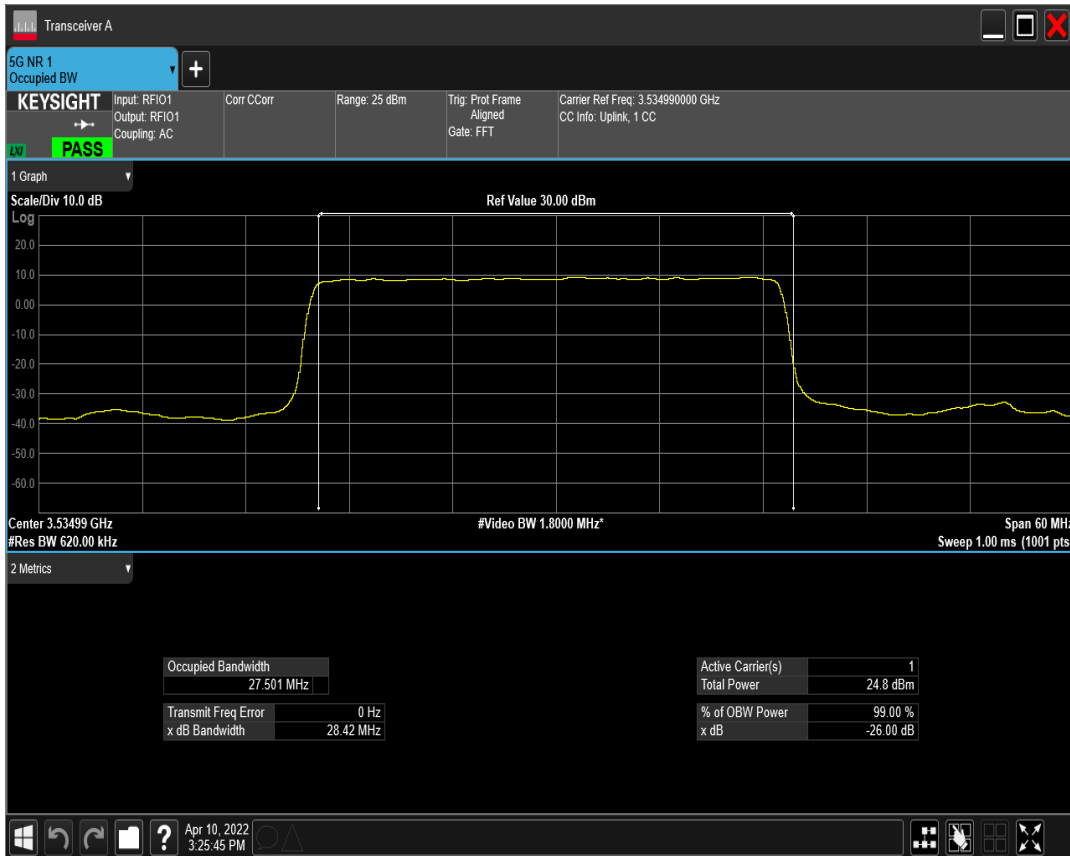 Transceiver A
5G NR 1
Occupied BW
+
KEYSIGHT
LXI
PASS
Input: RFIO1
Output: RFIO1
Coupling: AC
Corr CCorr
Range: 25 dBm
Trig: Prot Frame
Aligned
Gate: FFT
Carrier Ref Freq: 3.534990000 GHz
CC Info: Uplink, 1 CC
1 Graph
Scale/Div 10.0 dB
Ref Value 30.00 dBm
Log
20.0
10.0
0.00
-10.0
-20.0
-30.0
-40.0
-50.0
-60.0
Center 3.53499 GHz
#Video BW 1.8000 MHz*
Span 60 MHz
#Res BW 620.00 kHz
Sweep 1.00 ms (1001 pts
2 Metrics
Occupied Bandwidth
27.501 MHz
Transmit Freq Error 0 Hz
x dB Bandwidth 28.42 MHz
Active Carrier(s) 1
Total Power 24.8 dBm
% of OBW Power 99.00 %
x dB -26.00 dB
?
Apr 10, 2022
3:25:45 PM